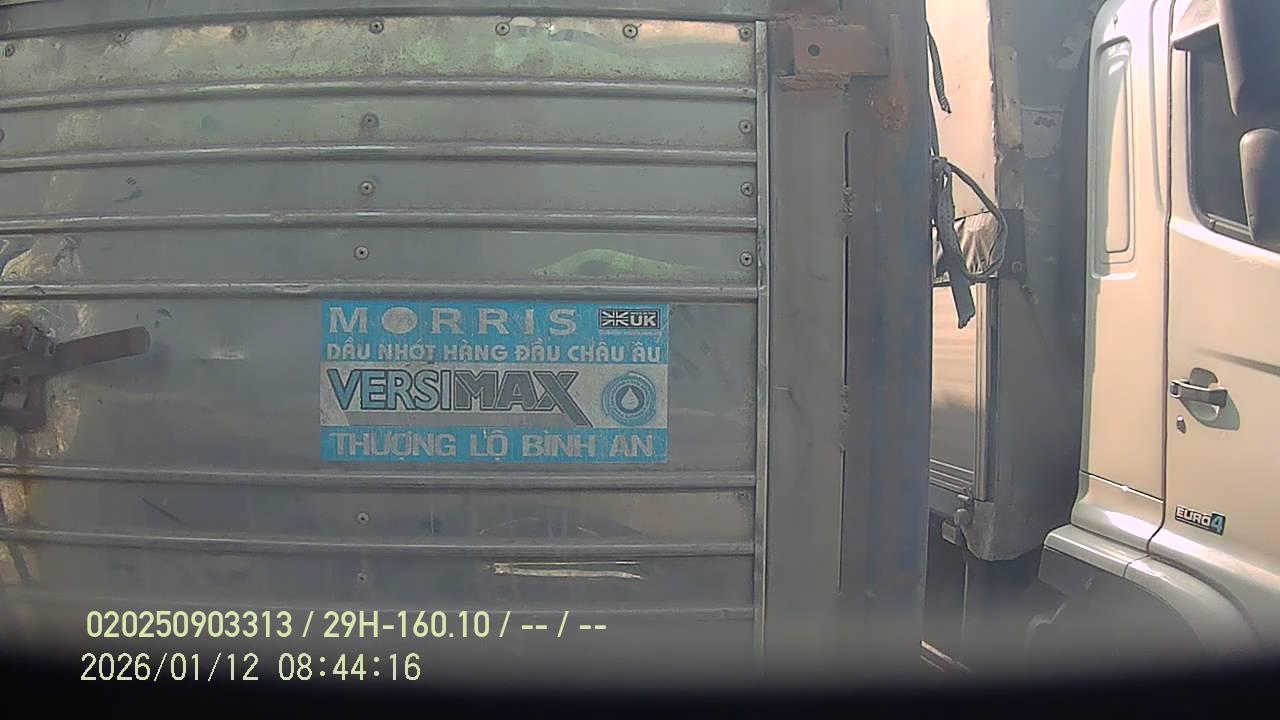 MORRIS
UK
DẦU NHỚT HÀNG ĐẦU CHÂU ÂU
VERSIMAX
THƯỢNG LỘ BÌNH AN
EURO4
020250903313 / 29H-160.10 / -- / --
2026/01/12 08:44:16